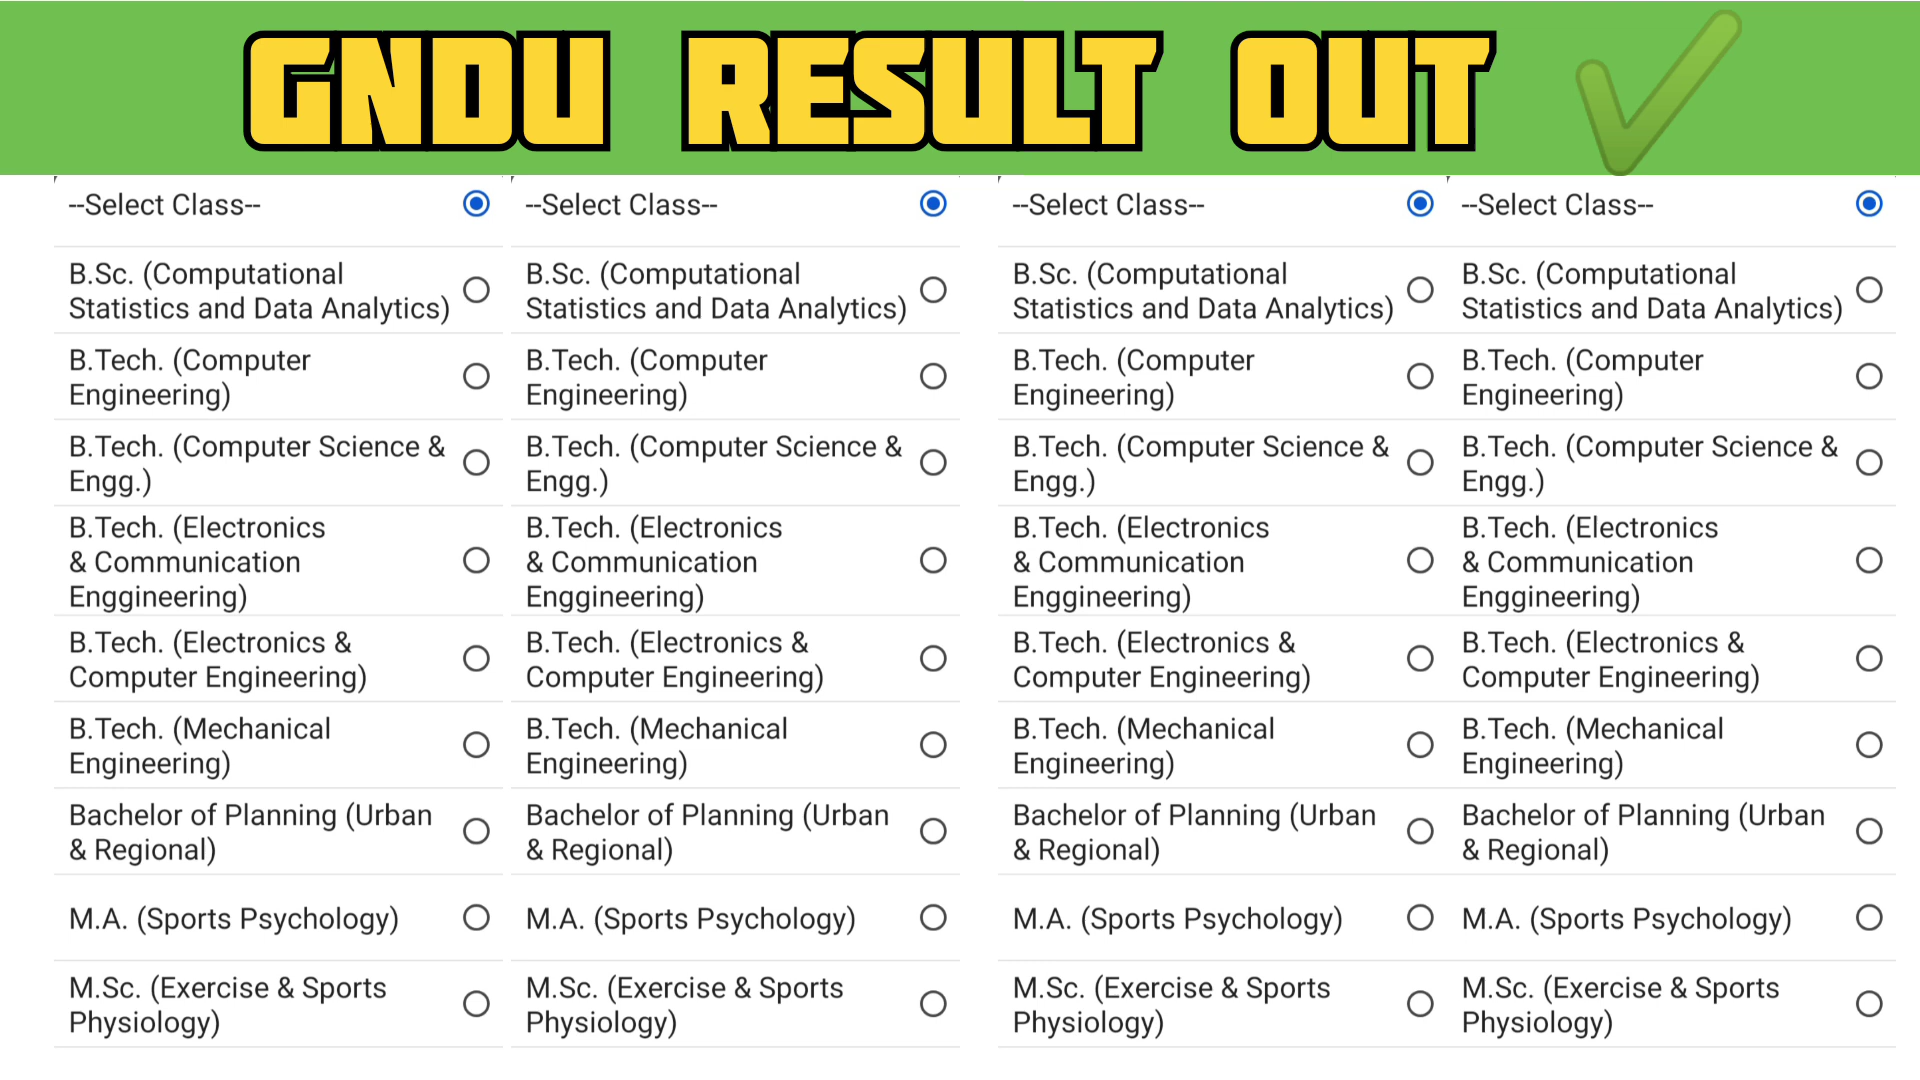 GNDU RESULT OUT
--Select Class--
B.Sc. (Computational
Statistics and Data Analytics)
B.Tech. (Computer
Engineering)
B.Tech. (Computer Science &
Engg.)
B.Tech. (Electronics
& Communication
Enggineering)
B.Tech. (Electronics &
Computer Engineering)
B.Tech. (Mechanical
Engineering)
Bachelor of Planning (Urban
& Regional)
M.A. (Sports Psychology)
M.Sc. (Exercise & Sports
Physiology)
--Select Class--
B.Sc. (Computational
Statistics and Data Analytics)
B.Tech. (Computer
Engineering)
B.Tech. (Computer Science &
Engg.)
B.Tech. (Electronics
& Communication
Enggineering)
B.Tech. (Electronics &
Computer Engineering)
B.Tech. (Mechanical
Engineering)
Bachelor of Planning (Urban
& Regional)
M.A. (Sports Psychology)
M.Sc. (Exercise & Sports
Physiology)
--Select Class--
B.Sc. (Computational
Statistics and Data Analytics)
B.Tech. (Computer
Engineering)
B.Tech. (Computer Science &
Engg.)
B.Tech. (Electronics
& Communication
Enggineering)
B.Tech. (Electronics &
Computer Engineering)
B.Tech. (Mechanical
Engineering)
Bachelor of Planning (Urban
& Regional)
M.A. (Sports Psychology)
M.Sc. (Exercise & Sports
Physiology)
--Select Class--
B.Sc. (Computational
Statistics and Data Analytics)
B.Tech. (Computer
Engineering)
B.Tech. (Computer Science &
Engg.)
B.Tech. (Electronics
& Communication
Enggineering)
B.Tech. (Electronics &
Computer Engineering)
B.Tech. (Mechanical
Engineering)
Bachelor of Planning (Urban
& Regional)
M.A. (Sports Psychology)
M.Sc. (Exercise & Sports
Physiology)